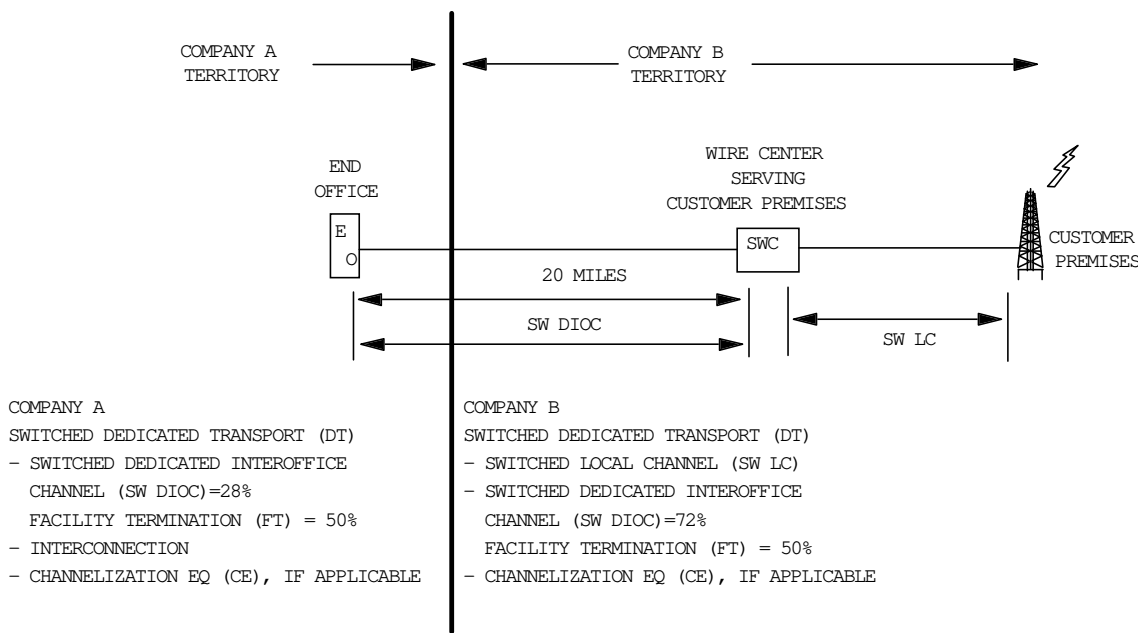 COMPANY A
TERRITORY
COMPANY B
TERRITORY
END
OFFICE
E
O
WIRE CENTER
SERVING
CUSTOMER PREMISES
SWC
CUSTOMER
PREMISES
20 MILES
SW DIOC
SW LC
COMPANY A
SWITCHED DEDICATED TRANSPORT (DT)
- SWITCHED DEDICATED INTEROFFICE
CHANNEL (SW DIOC)=28%
FACILITY TERMINATION (FT) = 50%
- INTERCONNECTION
- CHANNELIZATION EQ (CE), IF APPLICABLE
COMPANY B
SWITCHED DEDICATED TRANSPORT (DT)
- SWITCHED LOCAL CHANNEL (SW LC)
- SWITCHED DEDICATED INTEROFFICE
CHANNEL (SW DIOC)=72%
FACILITY TERMINATION (FT) = 50%
- CHANNELIZATION EQ (CE), IF APPLICABLE